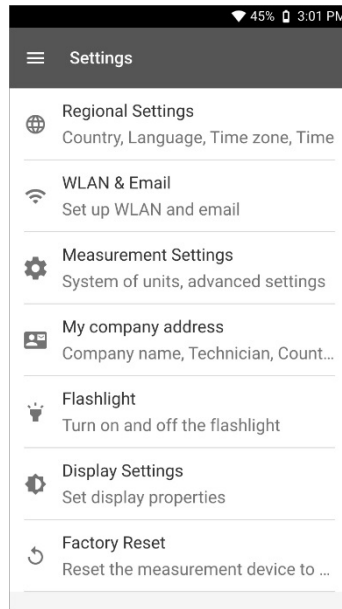 45% 3:01 PM
Settings
Regional Settings
Country, Language, Time zone, Time
WLAN & Email
Set up WLAN and email
Measurement Settings
System of units, advanced settings
My company address
Company name, Technician, Count...
Flashlight
Turn on and off the flashlight
Display Settings
Set display properties
Factory Reset
Reset the measurement device to ...